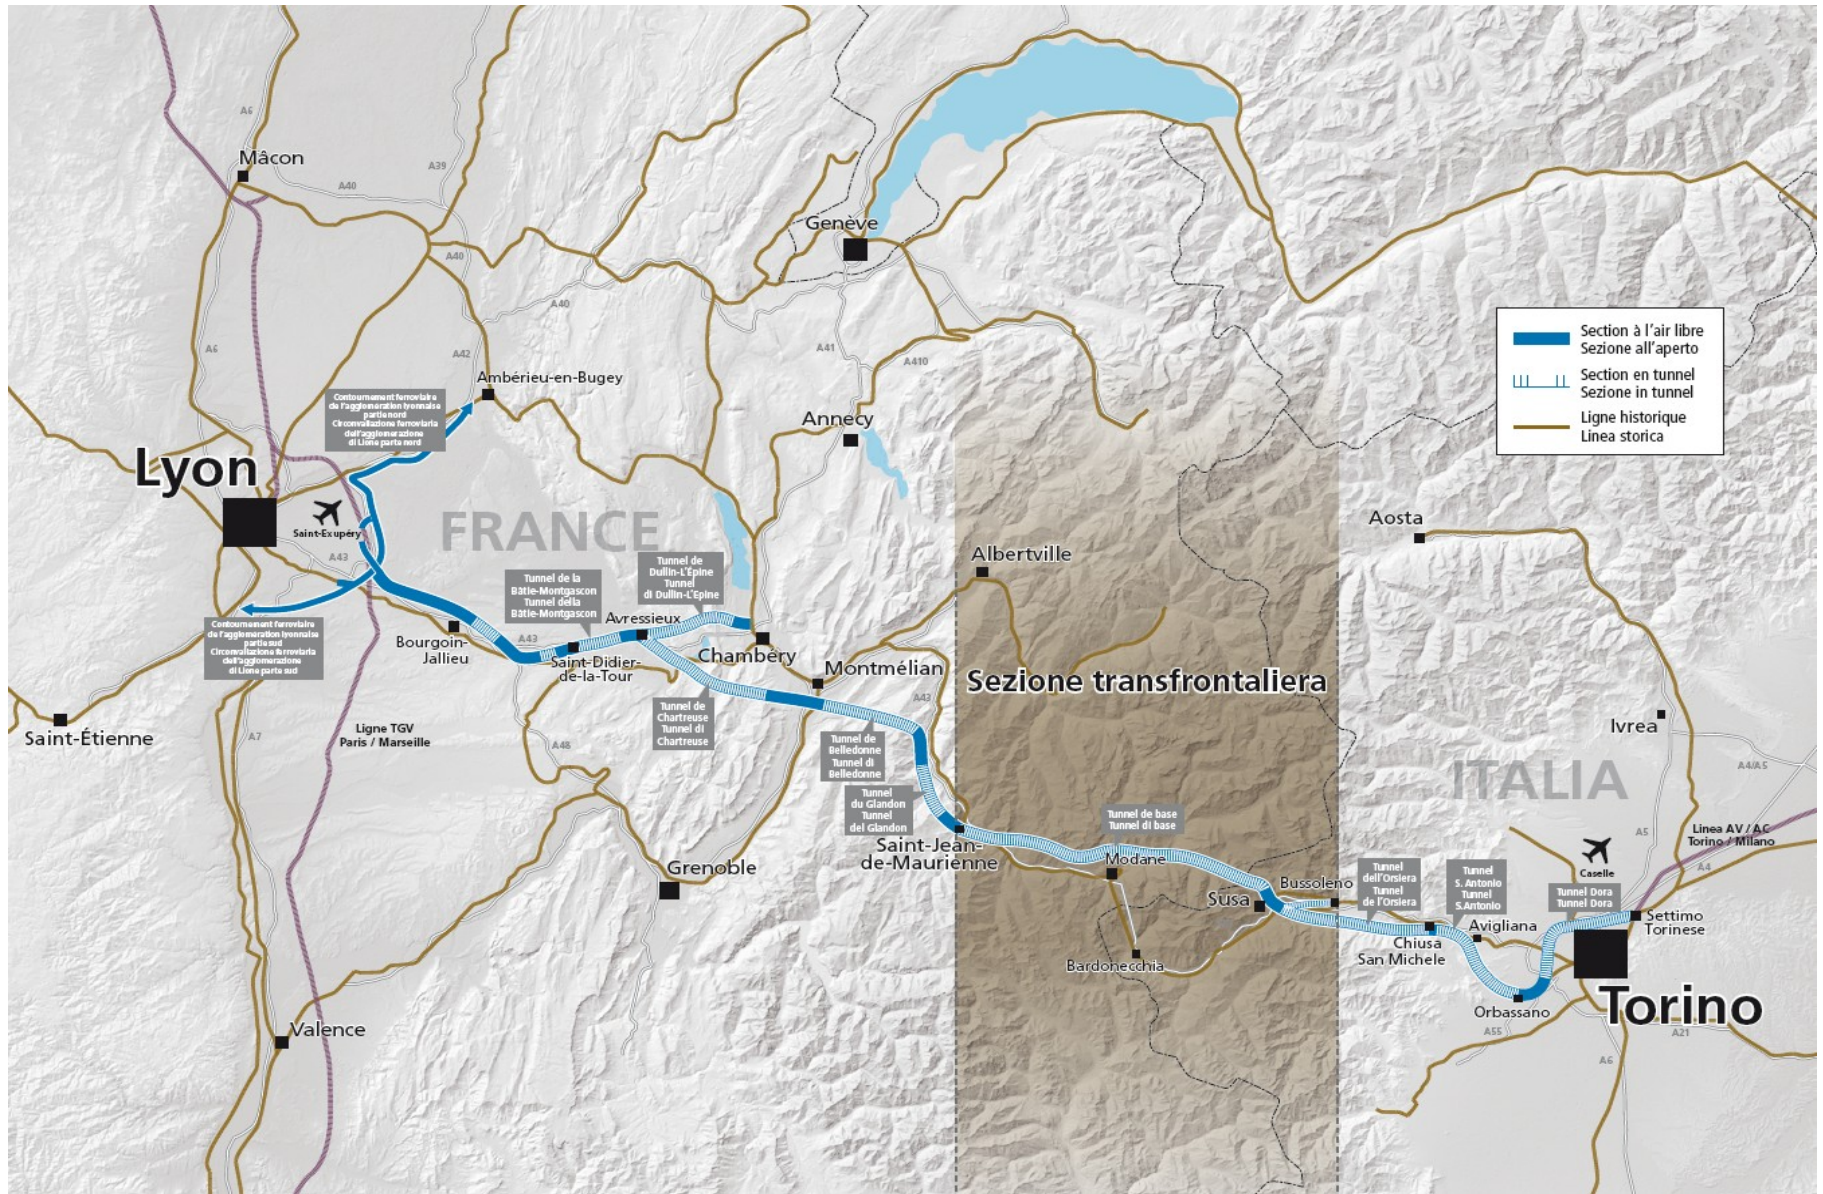 A6
Mâcon
A39
A40
Genève
A40
A40
A6
A42
A41
A410
Section à l'air libre
Sezione all'aperto
Section en tunnel
Sezione in tunnel
Ligne historique
Linea storica
Ambérieu-en-Bugey
Contournement ferroviaire
de l'agglomération lyonnaise
partie nord
Circonvallazione ferroviaria
dell'agglomerazione
di Lione parte nord
Annecy
Lyon
FRANCE
Saint-Exupéry
A43
Aosta
Albertville
Tunnel de
Dullin-L'Épine
Tunnel
di Dullin-L'Épine
Tunnel de la
Bâtie-Montgascon
Tunnel della
Bâtie-Montgascon
Avressieux
Contournement ferroviaire
de l'agglomération lyonnaise
partie sud
Circonvallazione ferroviaria
dell'agglomerazione
di Lione parte sud
Bourgoin-
Jallieu
A43
Saint-Didier-
de-la-Tour
Chambéry
Montmélian
Sezione transfrontaliera
A43
Tunnel de
Chartreuse
Tunnel di
Chartreuse
Ivrea
Saint-Étienne
A7
Ligne TGV
Paris / Marseille
A48
Tunnel de
Belledonne
Tunnel di
Belledonne
A4/A5
ITALIA
Tunnel
du Glandon
Tunnel
del Glandon
Tunnel de base
Tunnel di base
A5
Linea AV / AC
Torino / Milano
A4
Saint-Jean-
de-Maurienne
Modane
Grenoble
Caselle
Susa
Bussoleno
Tunnel
dell'Orsiera
Tunnel
de l'Orsiera
Tunnel
S. Antonio
Tunnel
S.Antonio
Tunnel Dora
Tunnel Dora
Settimo
Torinese
Avigliana
Chiusa
San Michele
Bardonecchia
Orbassano
Torino
Valence
A55
A21
A6